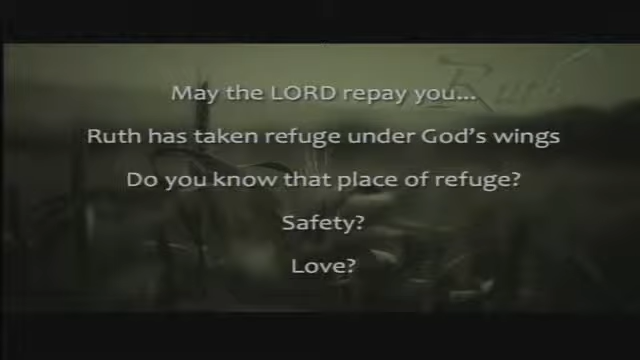 Ruth
May the LORD repay you...
Ruth has taken refuge under God's wings
Do you know that place of refuge?
Safety?
Love?